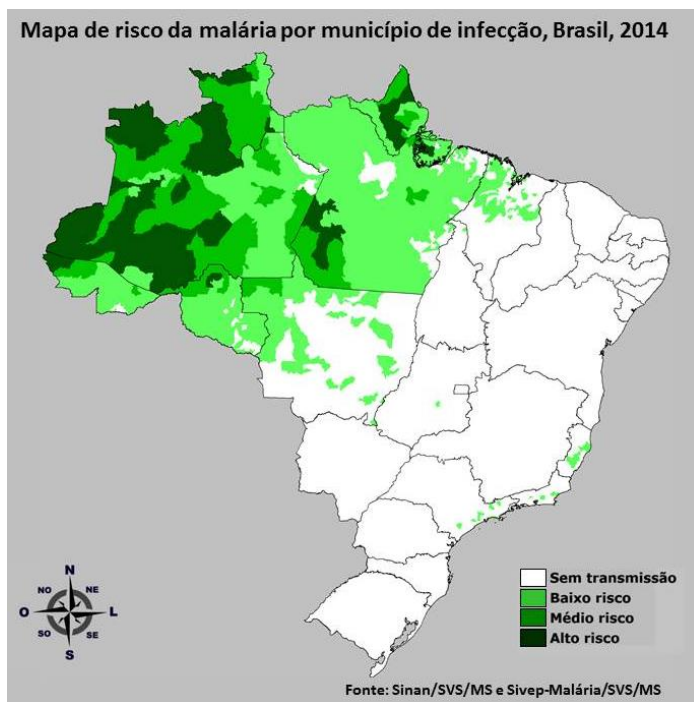 Mapa de risco da malária por município de infecção, Brasil, 2014
N
NO
NE
O
L
SO
SE
S
Sem transmissão
Baixo risco
Médio risco
Alto risco
Fonte: Sinan/SVS/MS e Sivep-Malária/SVS/MS